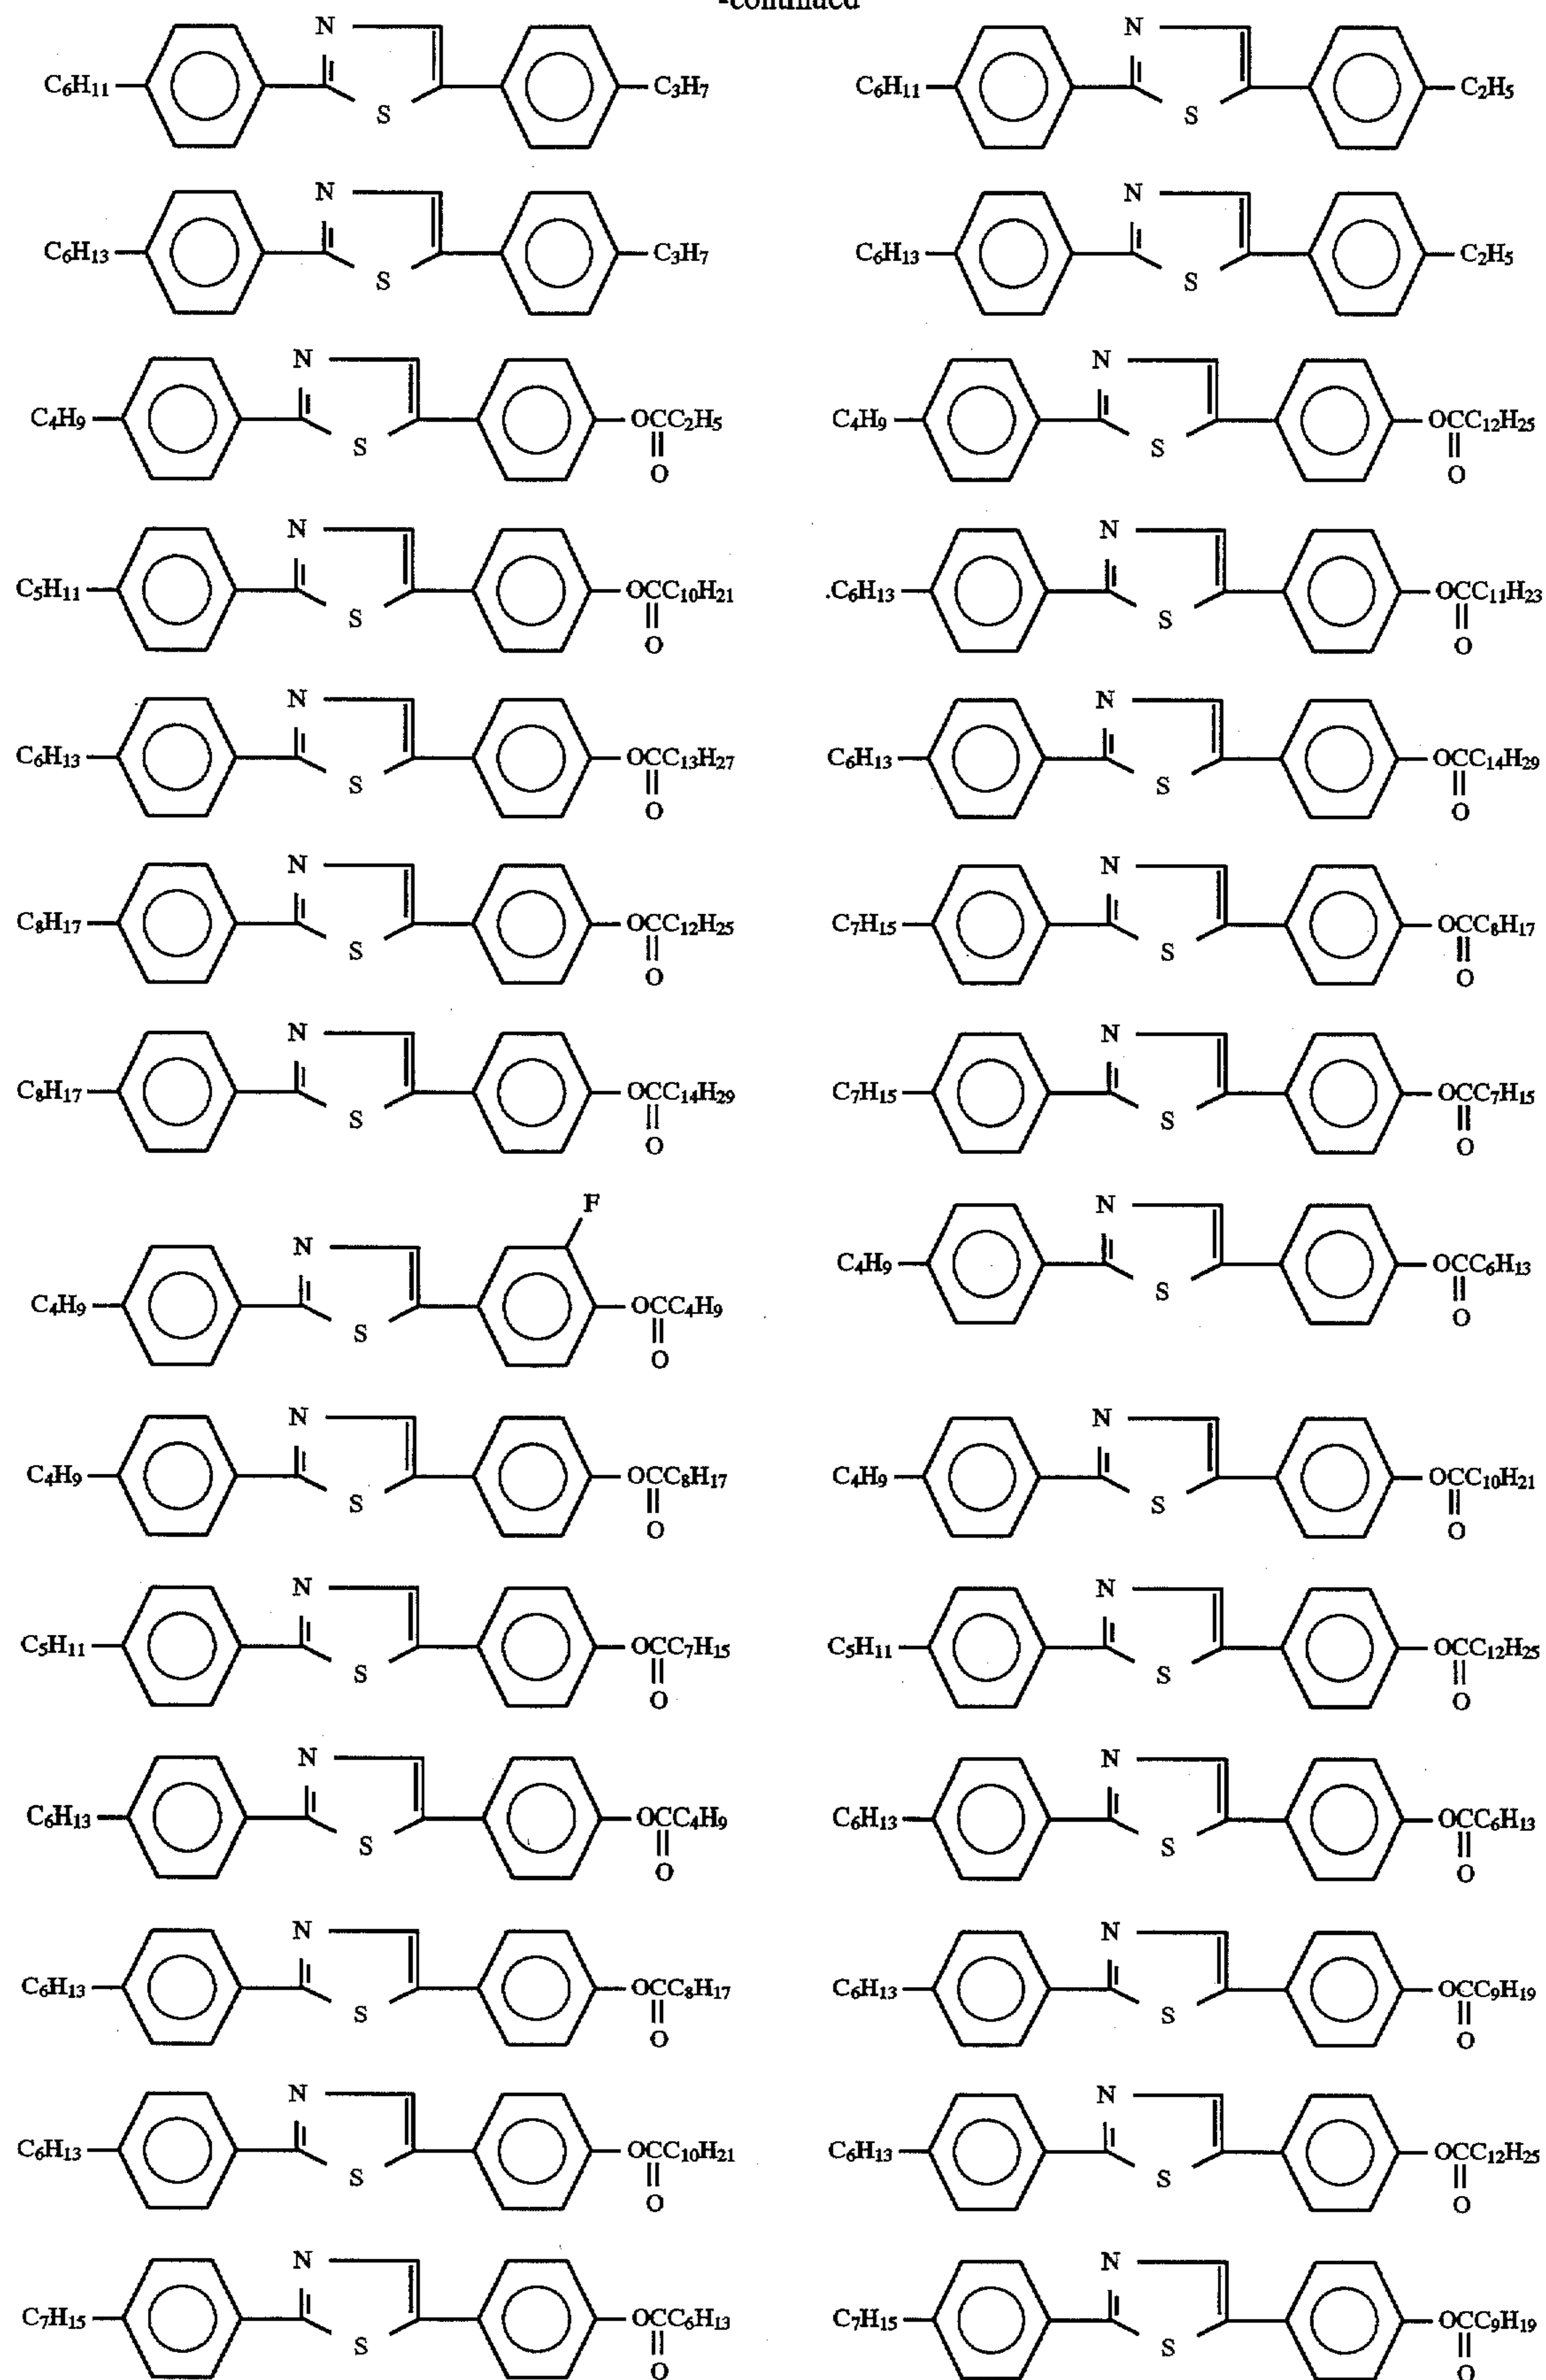 -continued
C6H11 N S C3H7
C6H11 N S C2H5
C6H13 N S C3H7
C6H13 N S C2H5
C4H9 N S OCC2H5 O
C4H9 N S OCC12H25 O
C5H11 N S OCC10H21 O
.C6H13 N S OCC11H23 O
C6H13 N S OCC13H27 O
C6H13 N S OCC14H29 O
C8H17 N S OCC12H25 O
C7H15 N S OCC8H17 O
C8H17 N S OCC14H29 O
C7H15 N S OCC7H15 O
C4H9 N S F OCC4H9 O
C4H9 N S OCC6H13 O
C4H9 N S OCC8H17 O
C4H9 N S OCC10H21 O
C5H11 N S OCC7H15 O
C5H11 N S OCC12H25 O
C6H13 N S OCC4H9 O
C6H13 N S OCC6H13 O
C6H13 N S OCC8H17 O
C6H13 N S OCC9H19 O
C6H13 N S OCC10H21 O
C6H13 N S OCC12H25 O
C7H15 N S OCC6H13 O
C7H15 N S OCC9H19 O